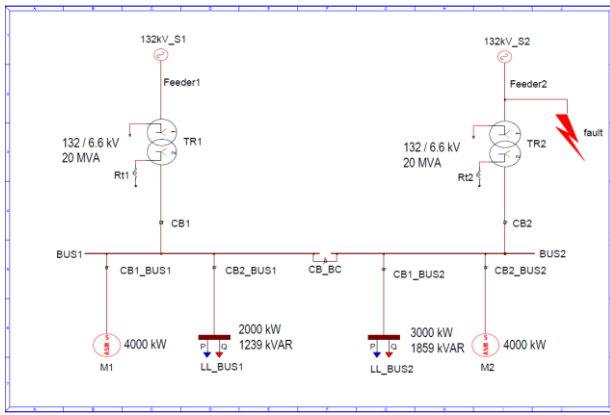 A B C D E F G H I J
132kV_S1
132kV_S2
Feeder1
Feeder2
fault
132 / 6.6 kV
20 MVA
TR1
Rt1
132 / 6.6 kV
20 MVA
TR2
Rt2
CB1
CB2
BUS1
BUS2
CB1_BUS1
CB2_BUS1
CB_BC
CB1_BUS2
CB2_BUS2
4000 kW
M1
2000 kW
1239 kVAR
P Q
LL_BUS1
3000 kW
1859 kVAR
P Q
LL_BUS2
4000 kW
M2